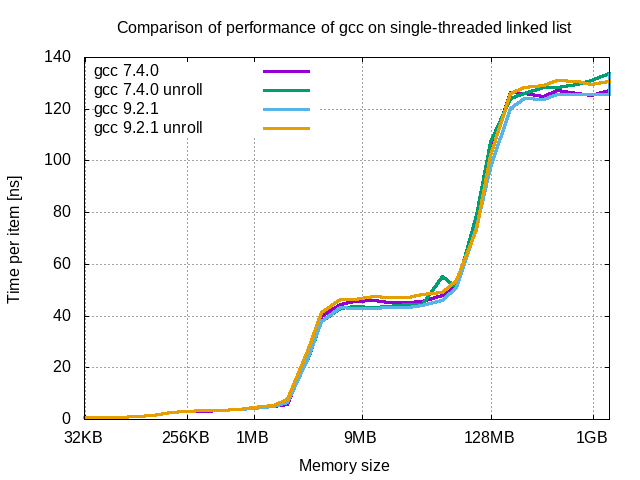 Comparison of performance of gcc on single-threaded linked list
Time per item [ns]
140
120
100
80
60
40
20
0
gcc 7.4.0
gcc 7.4.0 unroll
gcc 9.2.1
gcc 9.2.1 unroll
32KB 256KB 1MB 9MB 128MB 1GB
Memory size